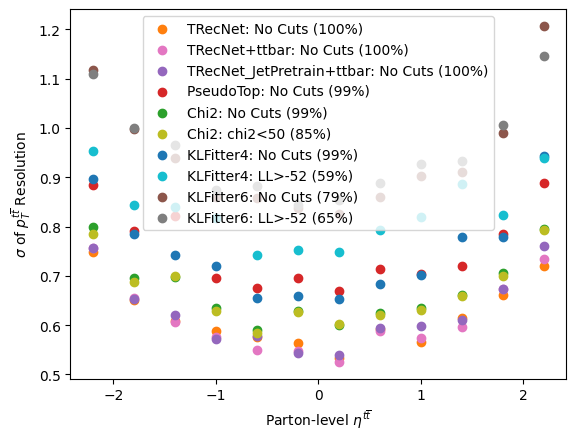 1.2
1.1
1.0
0.9
0.8
0.7
0.6
0.5
σ of p_T^{tt̅} Resolution
TRecNet: No Cuts (100%)
TRecNet+ttbar: No Cuts (100%)
TRecNet_JetPretrain+ttbar: No Cuts (100%)
PseudoTop: No Cuts (99%)
Chi2: No Cuts (99%)
Chi2: chi2<50 (85%)
KLFitter4: No Cuts (99%)
KLFitter4: LL>-52 (59%)
KLFitter6: No Cuts (79%)
KLFitter6: LL>-52 (65%)
−2 −1 0 1 2
Parton-level η^{tt̅}